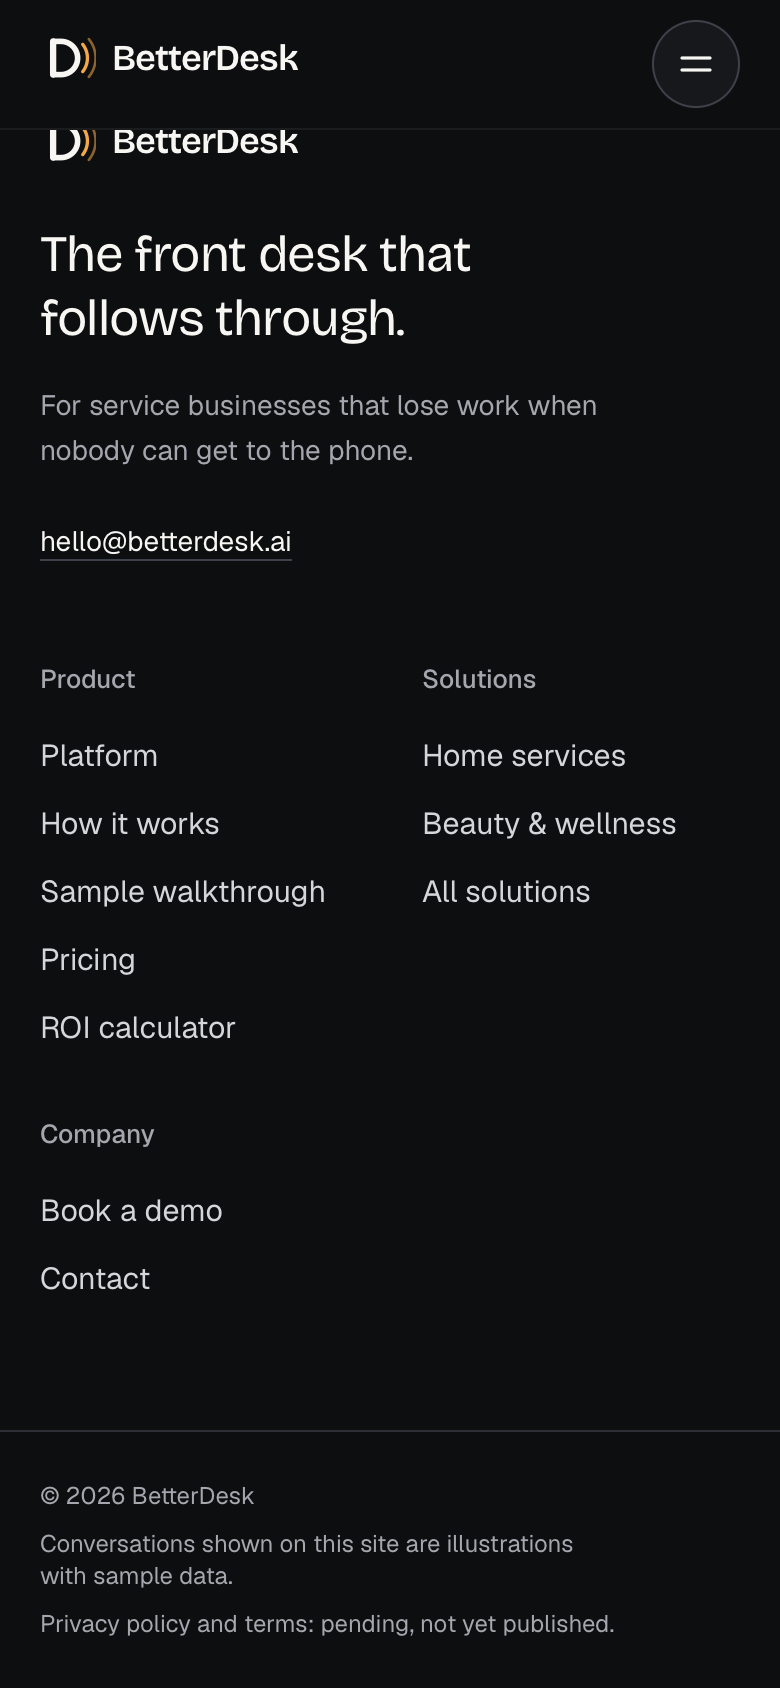 BetterDesk
BetterDesk
The front desk that
follows through.
For service businesses that lose work when
nobody can get to the phone.
hello@betterdesk.ai
Product
Platform
How it works
Sample walkthrough
Pricing
ROI calculator
Solutions
Home services
Beauty & wellness
All solutions
Company
Book a demo
Contact
© 2026 BetterDesk
Conversations shown on this site are illustrations
with sample data.
Privacy policy and terms: pending, not yet published.